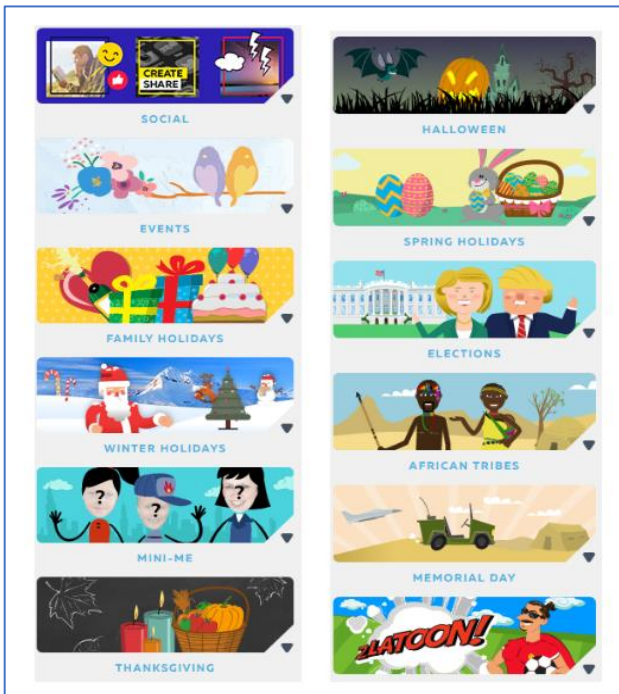 CREATE
SHARE
SOCIAL
EVENTS
FAMILY HOLIDAYS
WINTER HOLIDAYS
? ? ?
MINI-ME
THANKSGIVING
HALLOWEEN
SPRING HOLIDAYS
ELECTIONS
AFRICAN TRIBES
MEMORIAL DAY
ZLATOON!